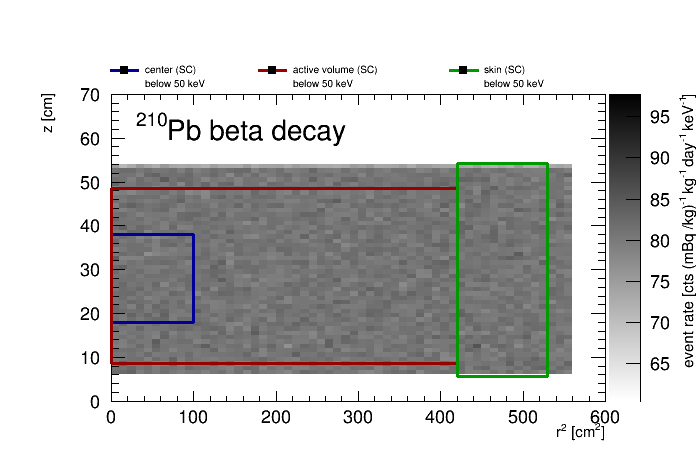 center (SC)
below 50 keV
active volume (SC)
below 50 keV
skin (SC)
below 50 keV
z [cm]
70
60
50
40
30
20
10
0
²¹⁰Pb beta decay
0
100
200
300
400
500
600
r² [cm²]
95
90
85
80
75
70
65
event rate [cts (mBq /kg)⁻¹ kg⁻¹ day⁻¹ keV⁻¹]